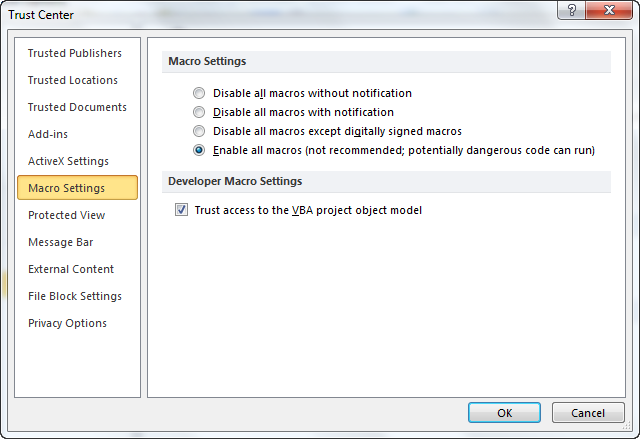 Trust Center
Trusted Publishers
Trusted Locations
Trusted Documents
Add-ins
ActiveX Settings
Macro Settings
Protected View
Message Bar
External Content
File Block Settings
Privacy Options
Macro Settings
Disable all macros without notification
Disable all macros with notification
Disable all macros except digitally signed macros
Enable all macros (not recommended; potentially dangerous code can run)
Developer Macro Settings
Trust access to the VBA project object model
OK
Cancel